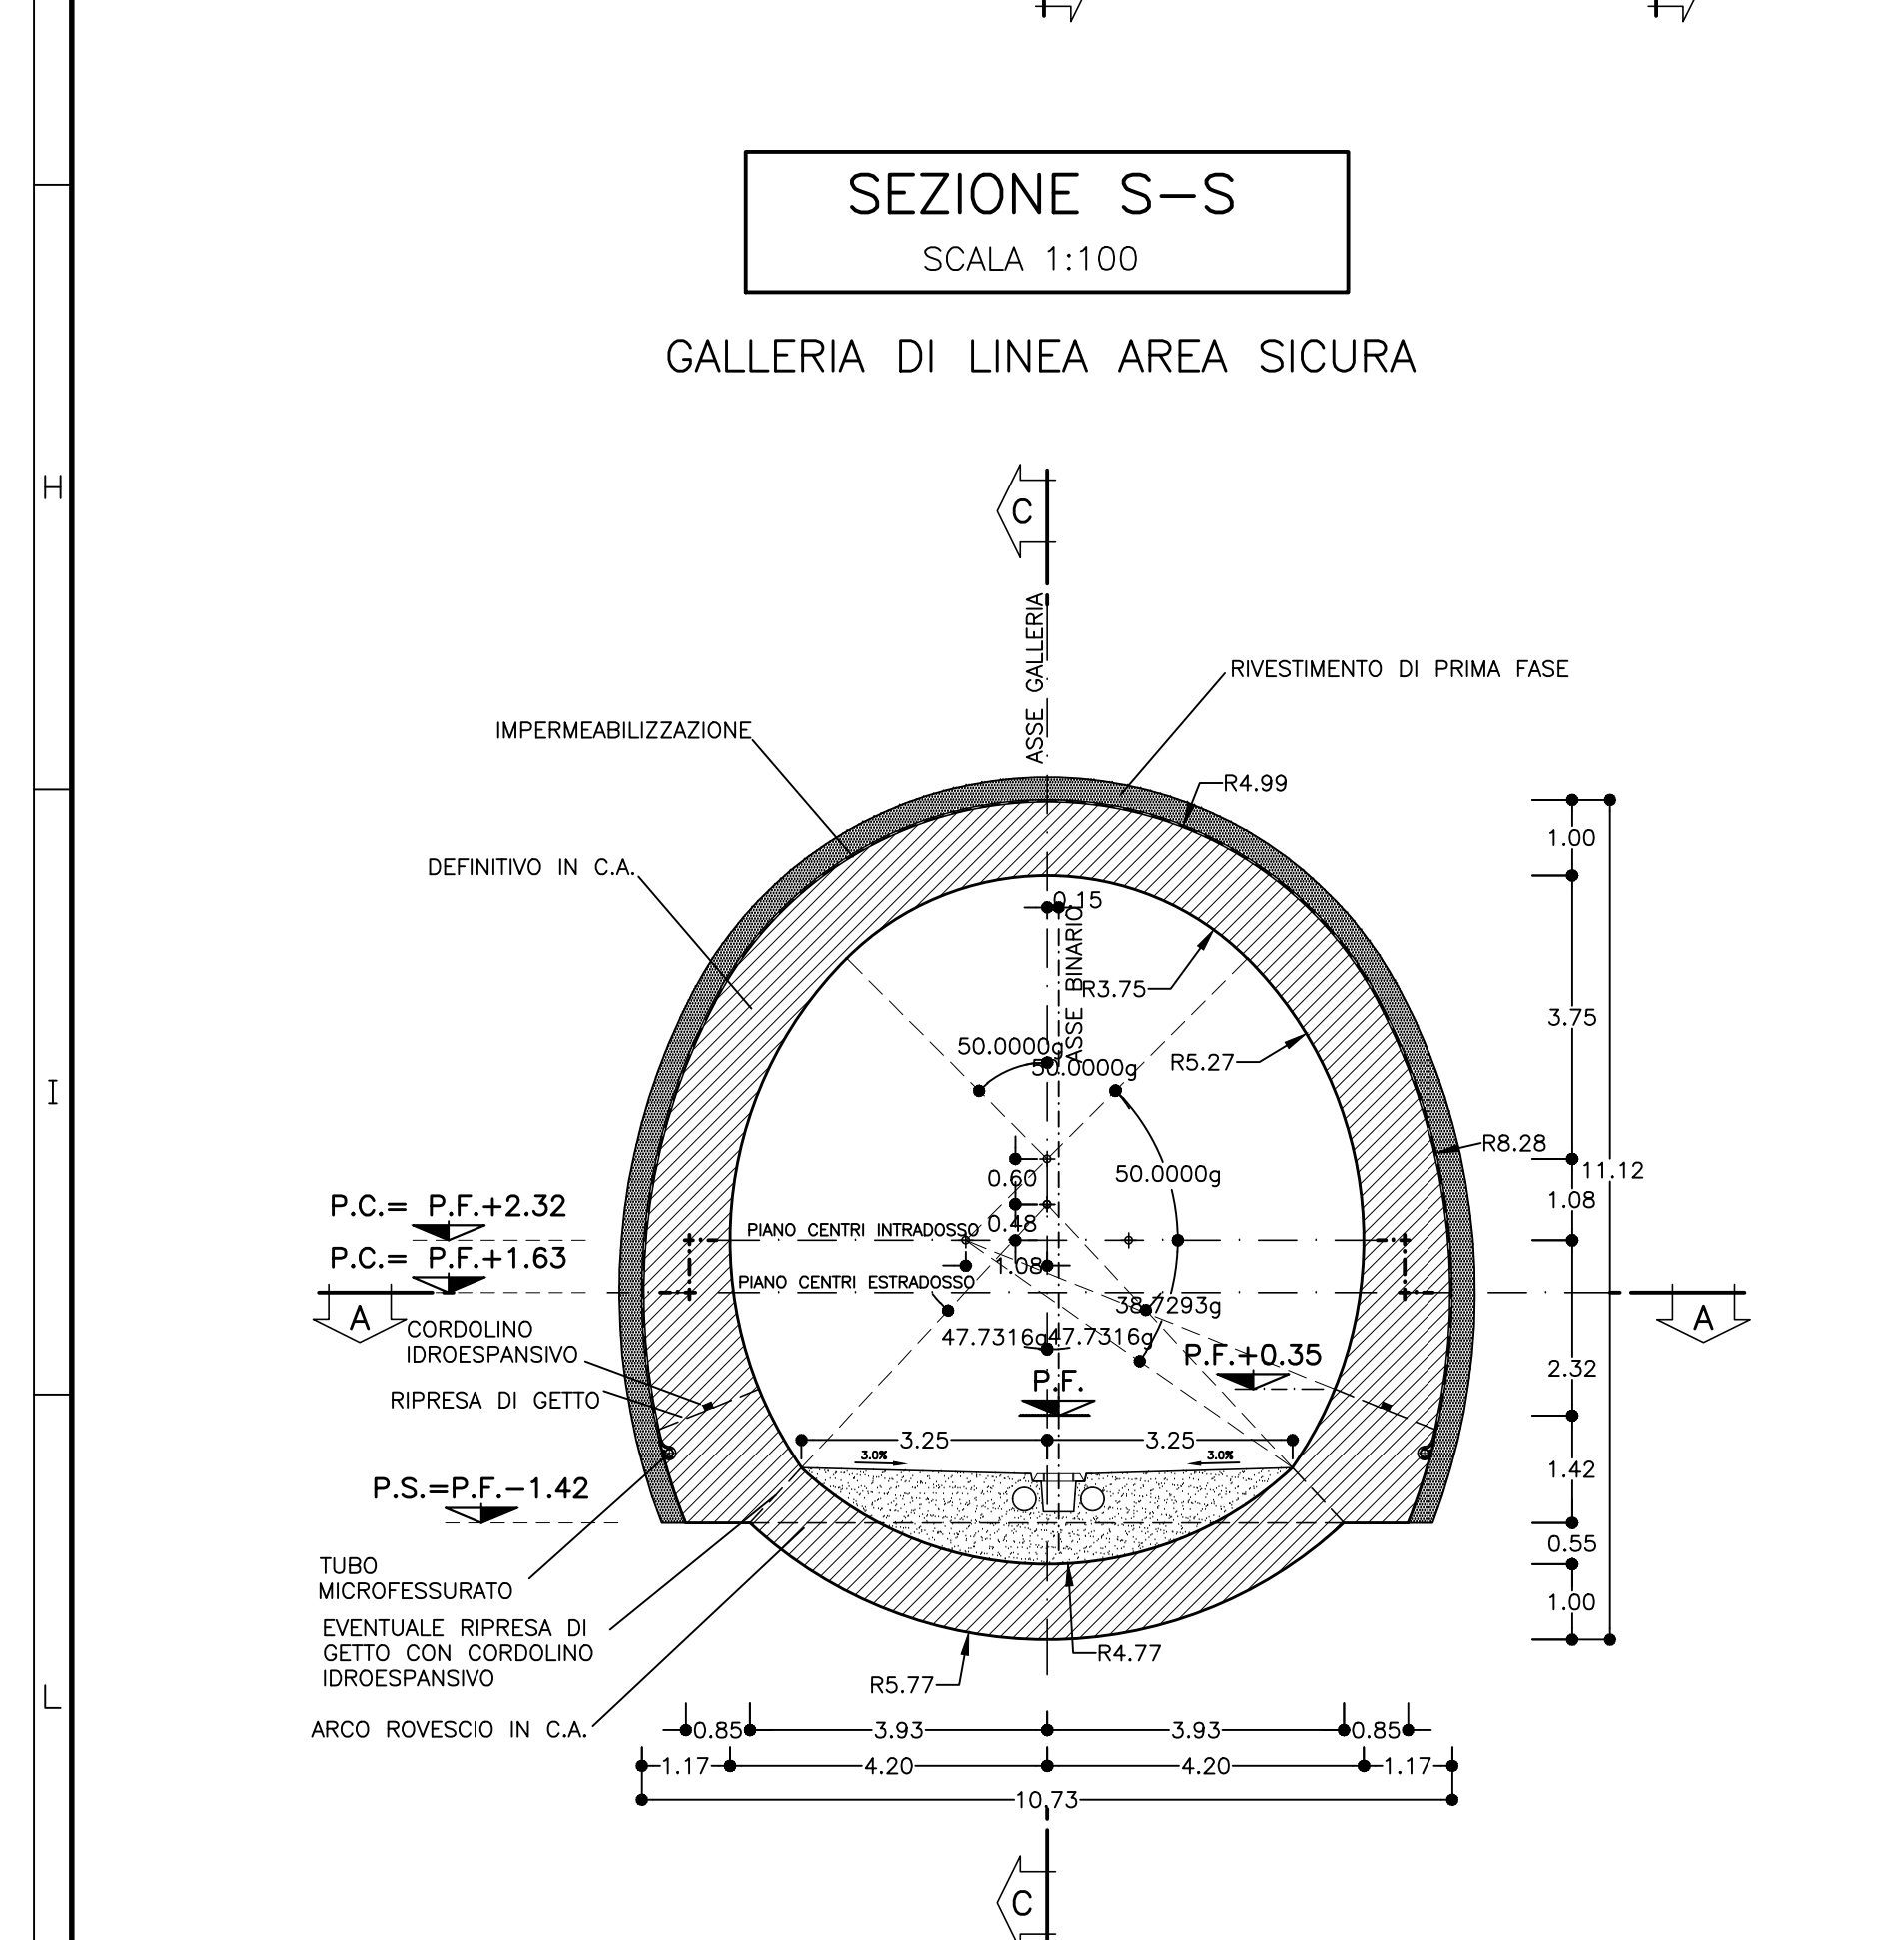 SEZIONE S-S
SCALA 1:100
GALLERIA DI LINEA AREA SICURA
H
C
ASSE GALLERIA
RIVESTIMENTO DI PRIMA FASE
IMPERMEABILIZZAZIONE
R4.99
1.00
DEFINITIVO IN C.A.
0.15
ASSE BINARIO
R3.75
3.75
50.0000g
50.0000g
R5.27
I
R8.28
11.12
50.0000g
0.60
1.08
P.C.= P.F.+2.32
PIANO CENTRI INTRADOSSO
0.48
P.C.= P.F.+1.63
1.08
PIANO CENTRI ESTRADOSSO
38.7293g
A
A
CORDOLINO
IDROESPANSIVO
47.7316g
47.7316g
P.F.+0.35
2.32
P.F.
RIPRESA DI GETTO
3.25
3.25
3.0%
3.0%
1.42
P.S.=P.F.-1.42
0.55
TUBO
MICROFESSURATO
1.00
EVENTUALE RIPRESA DI
GETTO CON CORDOLINO
IDROESPANSIVO
R4.77
R5.77
L
ARCO ROVESCIO IN C.A.
0.85
3.93
3.93
0.85
1.17
4.20
4.20
1.17
10.73
C